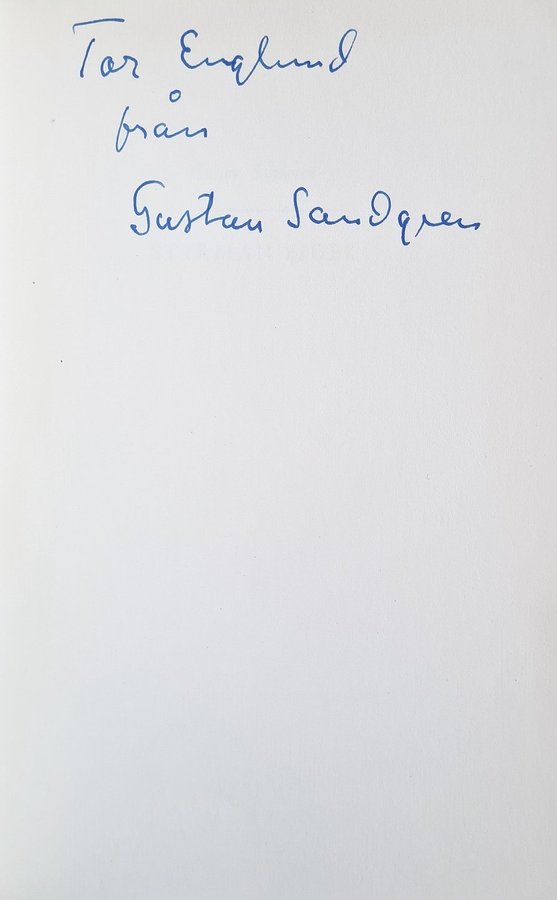 Tor Englund
från
Gustav Sandgren